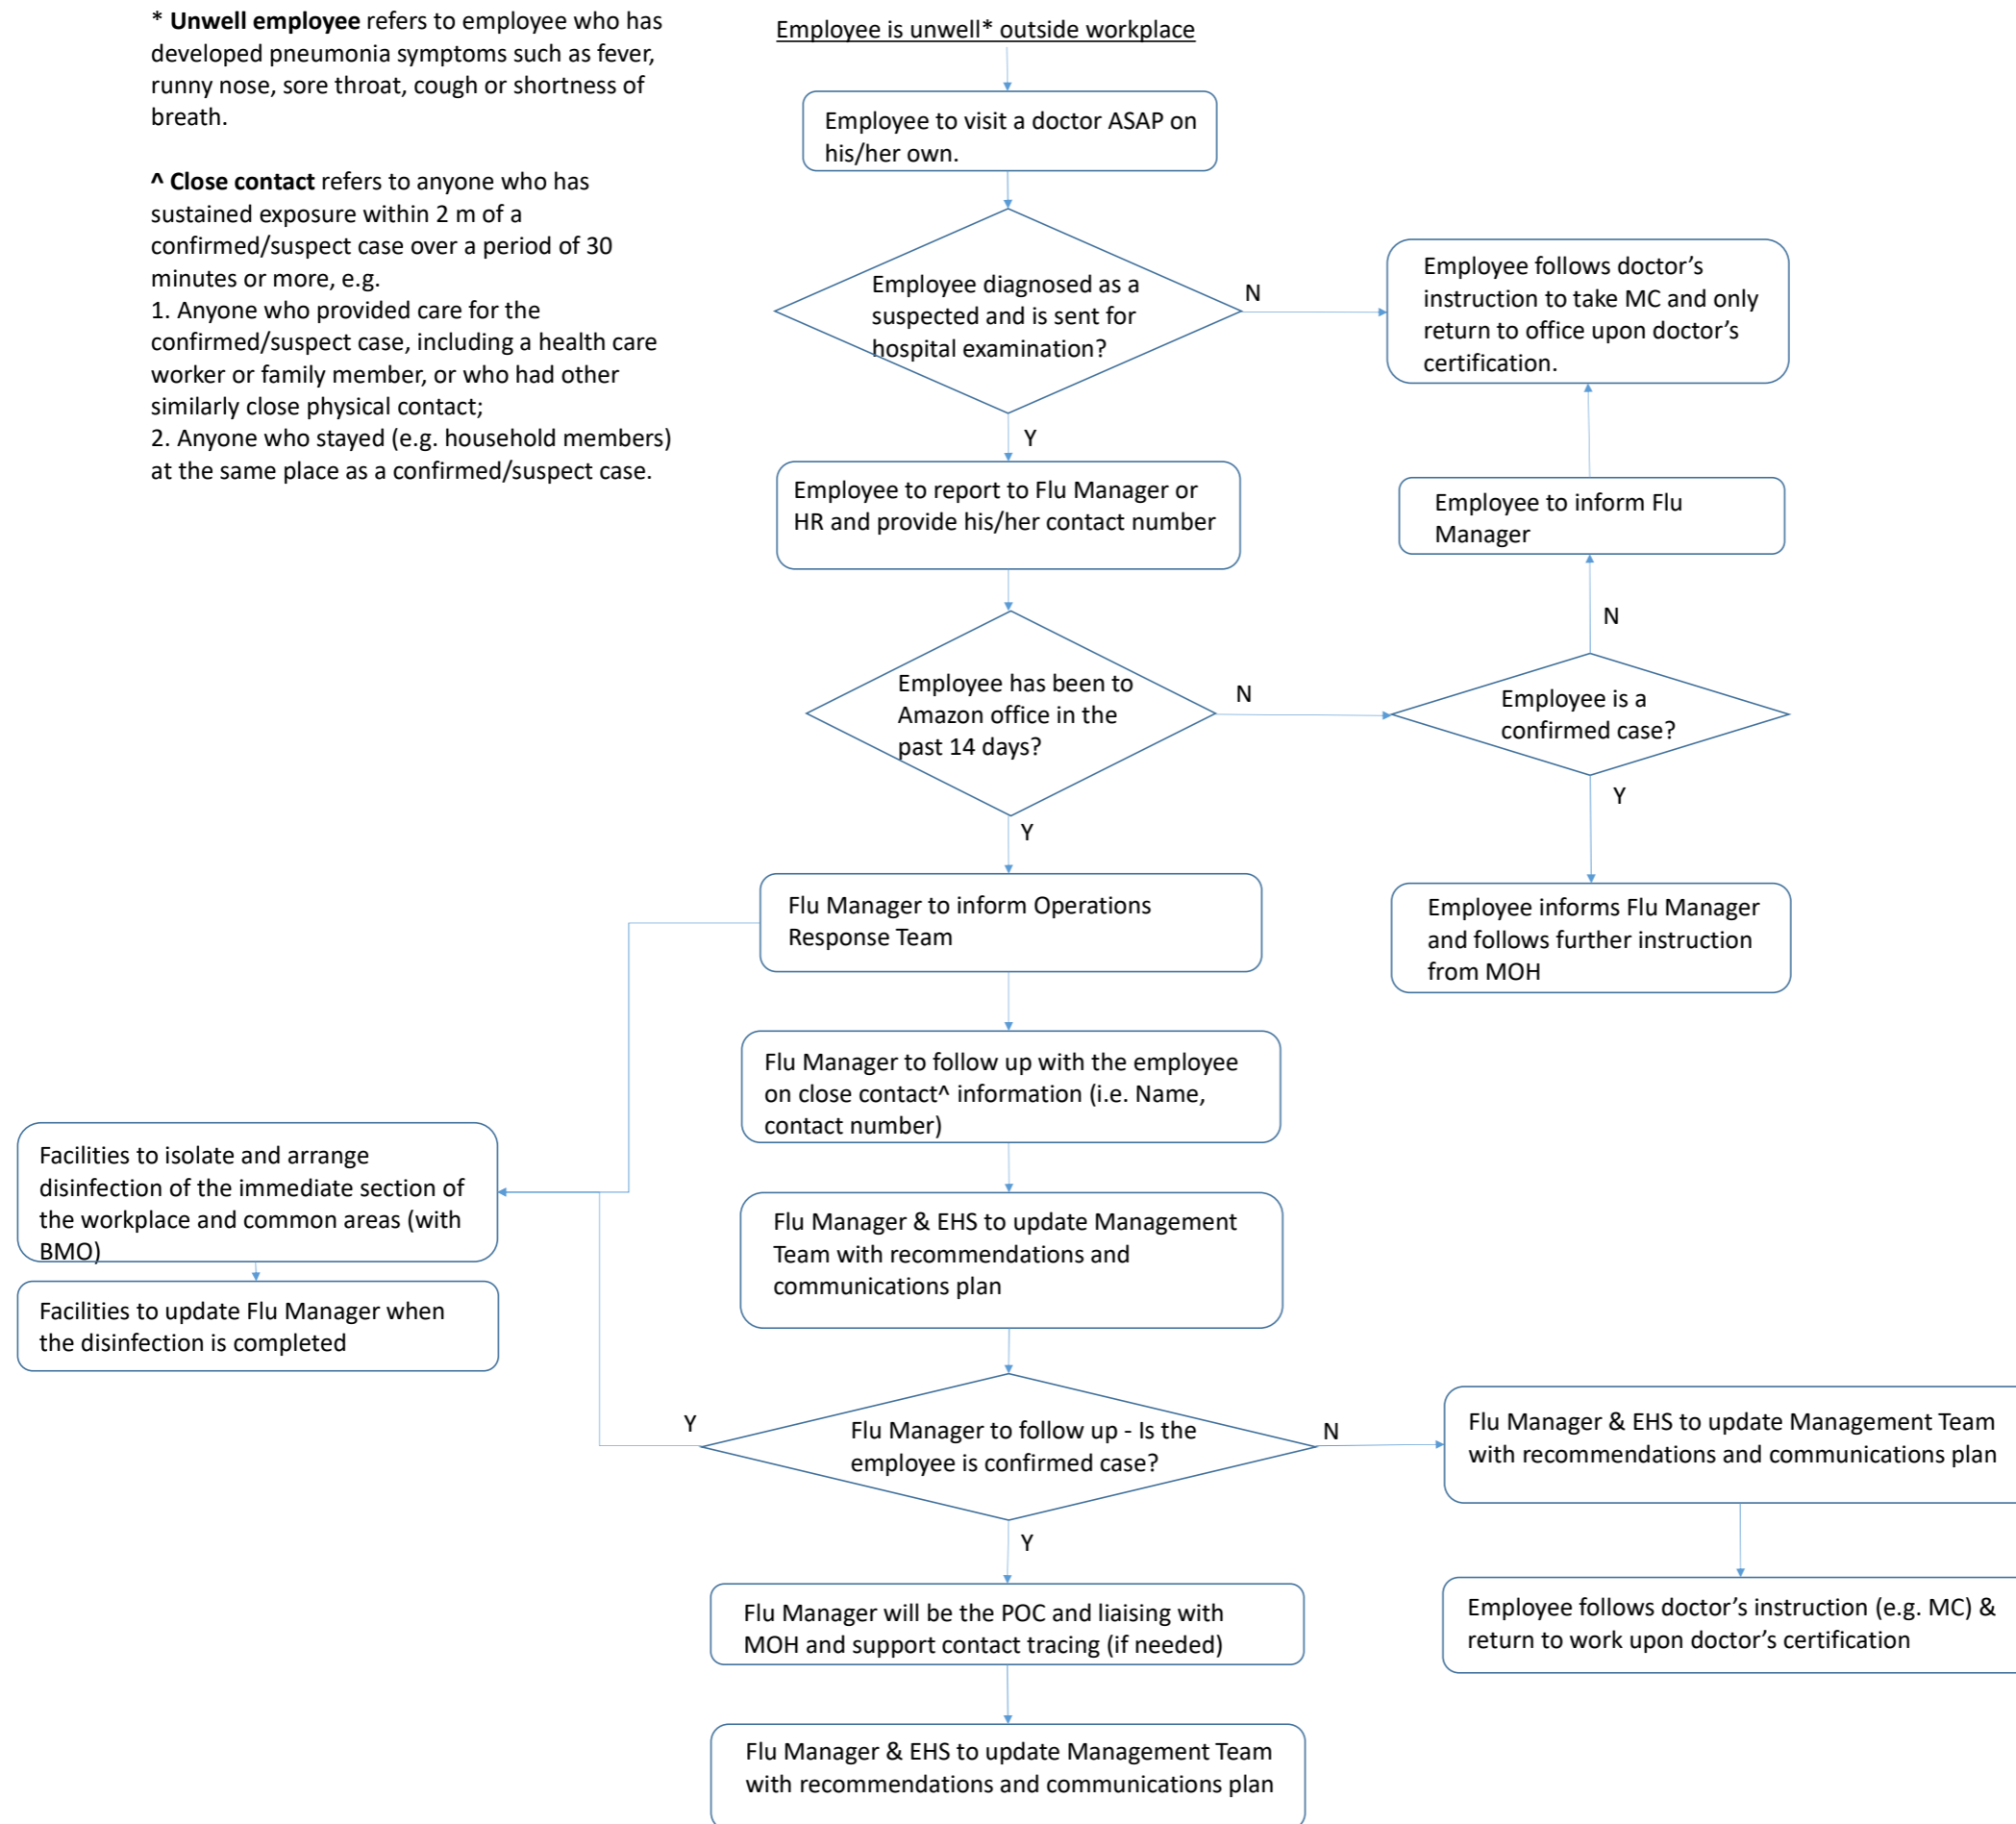 * Unwell employee refers to employee who has
developed pneumonia symptoms such as fever,
runny nose, sore throat, cough or shortness of
breath.
^ Close contact refers to anyone who has
sustained exposure within 2 m of a
confirmed/suspect case over a period of 30
minutes or more, e.g.
1. Anyone who provided care for the
confirmed/suspect case, including a health care
worker or family member, or who had other
similarly close physical contact;
2. Anyone who stayed (e.g. household members)
at the same place as a confirmed/suspect case.
Employee is unwell* outside workplace
Employee to visit a doctor ASAP on
his/her own.
Employee diagnosed as a
suspected and is sent for
hospital examination?
N
Employee follows doctor's
instruction to take MC and only
return to office upon doctor's
certification.
Y
Employee to report to Flu Manager or
HR and provide his/her contact number
Employee to inform Flu
Manager
N
Employee has been to
Amazon office in the
past 14 days?
N
Employee is a
confirmed case?
Y
Y
Flu Manager to inform Operations
Response Team
Employee informs Flu Manager
and follows further instruction
from MOH
Flu Manager to follow up with the employee
on close contact^ information (i.e. Name,
contact number)
Facilities to isolate and arrange
disinfection of the immediate section of
the workplace and common areas (with
BMO)
Flu Manager & EHS to update Management
Team with recommendations and
communications plan
Facilities to update Flu Manager when
the disinfection is completed
Y
Flu Manager to follow up - Is the
employee is confirmed case?
N
Flu Manager & EHS to update Management Team
with recommendations and communications plan
Y
Flu Manager will be the POC and liaising with
MOH and support contact tracing (if needed)
Employee follows doctor's instruction (e.g. MC) &
return to work upon doctor's certification
Flu Manager & EHS to update Management Team
with recommendations and communications plan